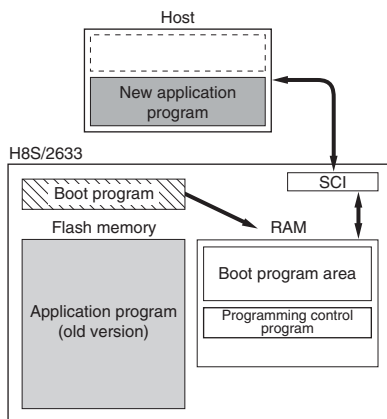 Host
New application
program
H8S/2633
SCI
Boot program
Flash memory
RAM
Boot program area
Application program
(old version)
Programming control
program